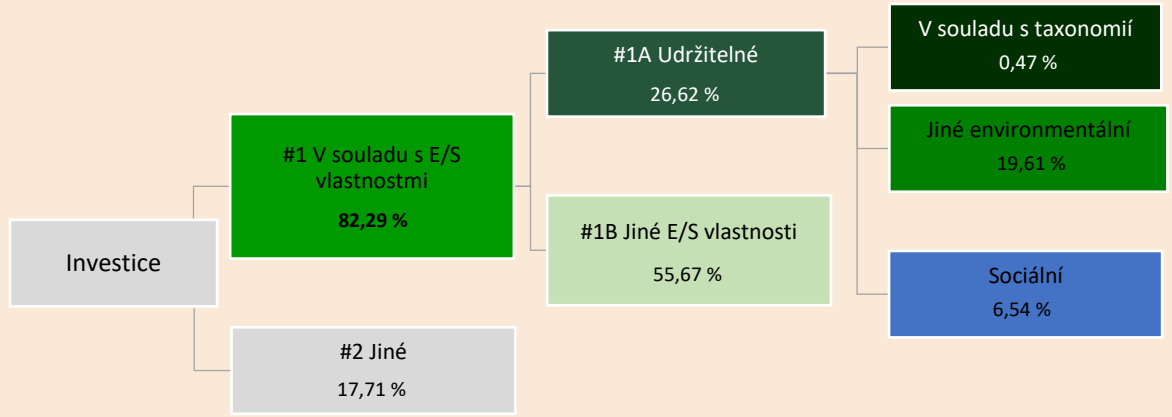 Investice
#1 V souladu s E/S
vlastnostmi
82,29 %
#2 Jiné
17,71 %
#1A Udržitelné
26,62 %
#1B Jiné E/S vlastnosti
55,67 %
V souladu s taxonomií
0,47 %
Jiné environmentální
19,61 %
Sociální
6,54 %